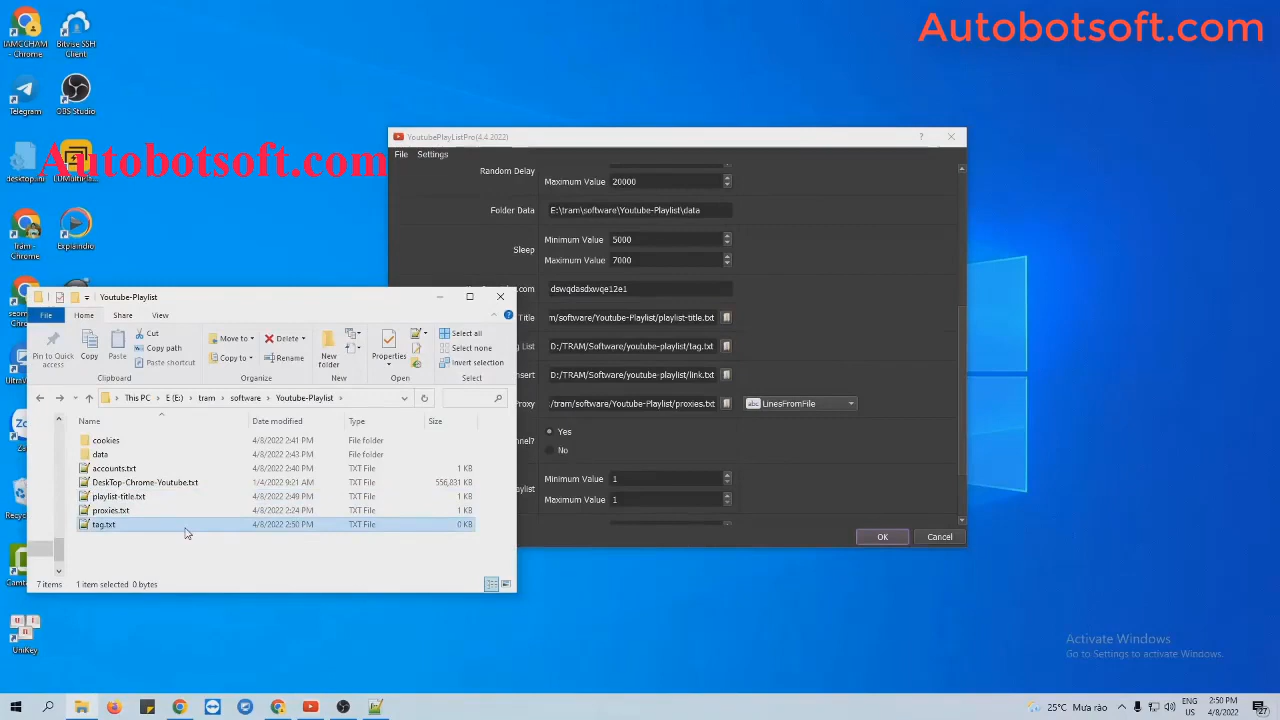 Autobotsoft.com
IAMCCHAM - Chrome
Bitvise SSH Client
Telegram
OBS Studio
Autobotsoft.com
desktop.ini
LDMultiPla...
Tram - Chrome
Explaindio
YoutubePlayListPro(4.4.2022)
File Settings
Random Delay
Maximum Value 20000
Folder Data E:\tram\software\Youtube-Playlist\data
Sleep
Minimum Value 5000
Maximum Value 7000
dswqdasdxwqe12e1
Title m/software/Youtube-Playlist/playlist-title.txt
List D:/TRAM/Software/youtube-playlist/tag.txt
D:/TRAM/Software/youtube-playlist/link.txt
/tram/software/Youtube-Playlist/proxies.txt abc LinesFromFile
Yes
No
Minimum Value 1
Maximum Value 1
OK Cancel
Youtube-Playlist
File Home Share View
Pin to Quick access
Copy
Paste
Cut
Copy path
Paste shortcut
Clipboard
Move to
Copy to
Delete
Rename
Organize
New folder
New
Properties
Open
Select all
Select none
Invert selection
Select
This PC > E (E:) > tram > software > Youtube-Playlist >
Name Date modified Type Size
cookies 4/8/2022 2:41 PM File folder
data 4/8/2022 2:43 PM File folder
accounts.txt 4/8/2022 2:40 PM TXT File 1 KB
DeskTop-Chrome-Youtube.txt 1/4/2022 9:21 AM TXT File 556,831 KB
playlist-title.txt 4/8/2022 2:49 PM TXT File 1 KB
proxies.txt 4/8/2022 2:24 PM TXT File 1 KB
tag.txt 4/8/2022 2:50 PM TXT File 0 KB
7 items 1 item selected 0 bytes
UniKey
Activate Windows
Go to Settings to activate Windows.
25°C Mưa rào
ENG
US
2:50 PM
4/8/2022
27